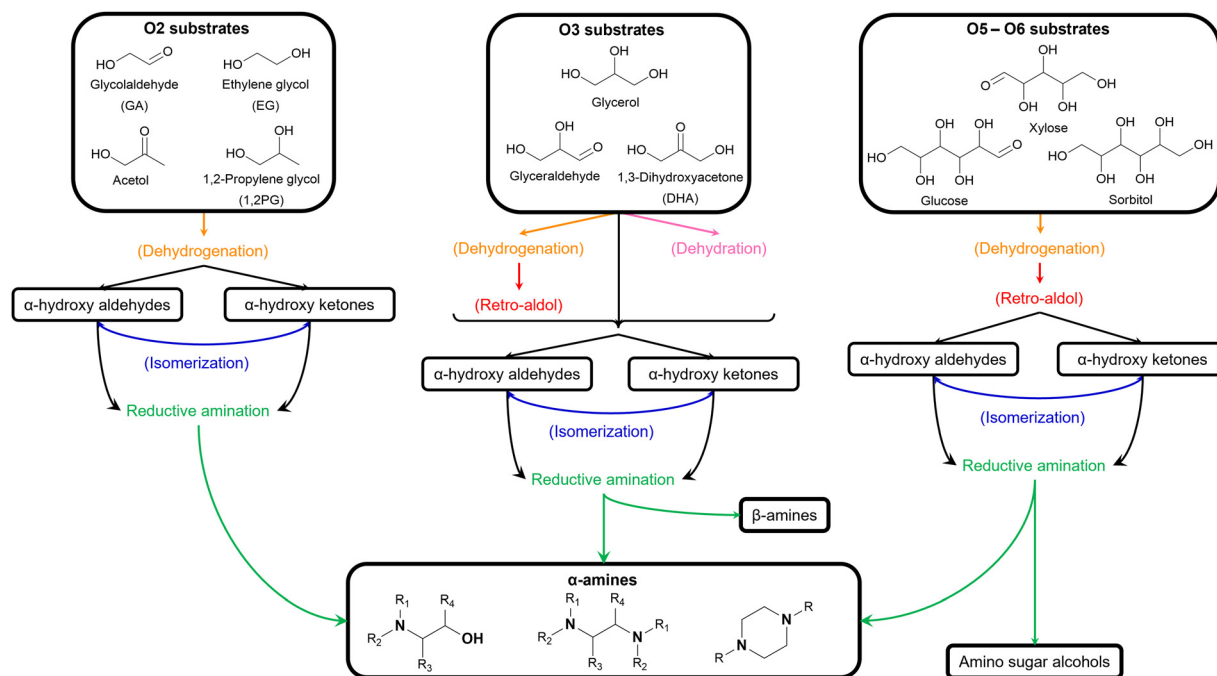 O2 substrates
O
HO
Glycolaldehyde
(GA)
OH
HO
Ethylene glycol
(EG)
O
HO
Acetol
OH
HO
1,2-Propylene glycol
(1,2PG)
(Dehydrogenation)
α-hydroxy aldehydes
α-hydroxy ketones
(Isomerization)
Reductive amination
O3 substrates
OH
HO
OH
Glycerol
OH
HO
O
Glyceraldehyde
O
HO
OH
1,3-Dihydroxyacetone
(DHA)
(Dehydrogenation)
(Dehydration)
(Retro-aldol)
α-hydroxy aldehydes
α-hydroxy ketones
(Isomerization)
Reductive amination
β-amines
O5 – O6 substrates
OH
OH
O
OH
OH
Xylose
OH
OH
HO
O
OH
OH
Glucose
OH
OH
HO
OH
OH
OH
Sorbitol
(Dehydrogenation)
(Retro-aldol)
α-hydroxy aldehydes
α-hydroxy ketones
(Isomerization)
Reductive amination
α-amines
R1
R4
N
R2
OH
R3
R1
R4
N
R1
R2
N
R3
R2
R
N
N
R
Amino sugar alcohols